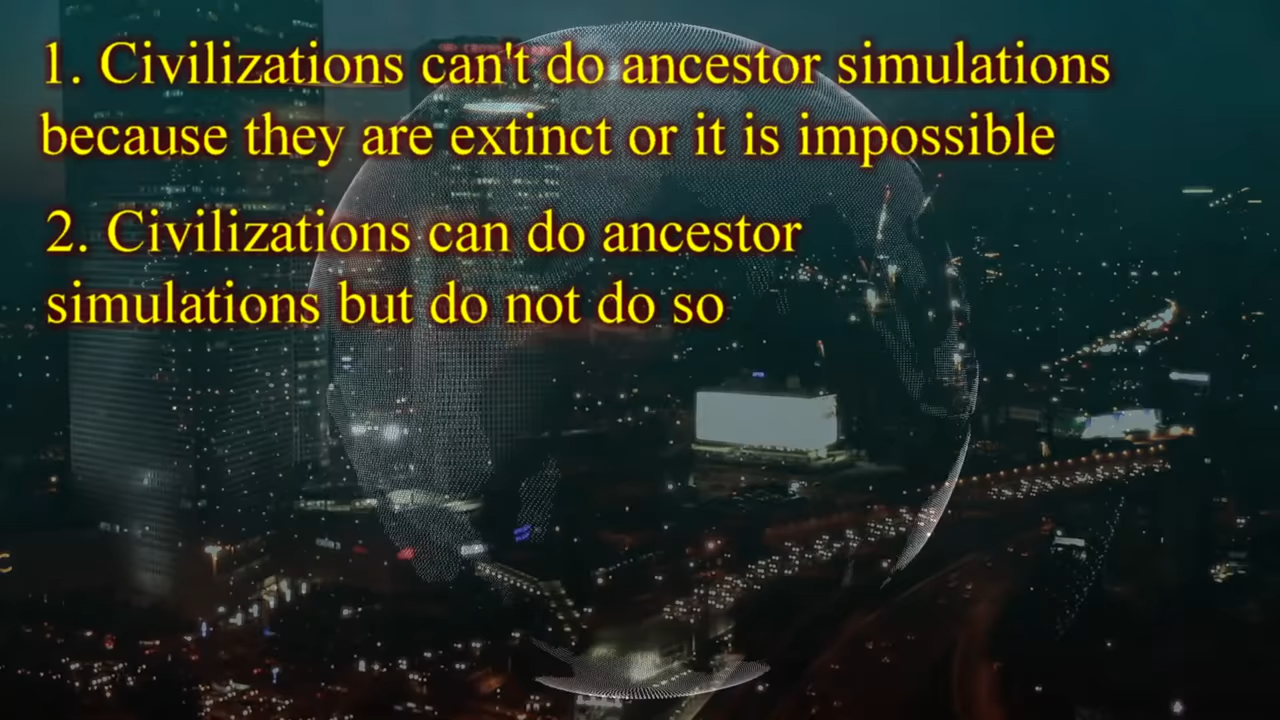 1. Civilizations can't do ancestor simulations
because they are extinct or it is impossible
2. Civilizations can do ancestor
simulations but do not do so